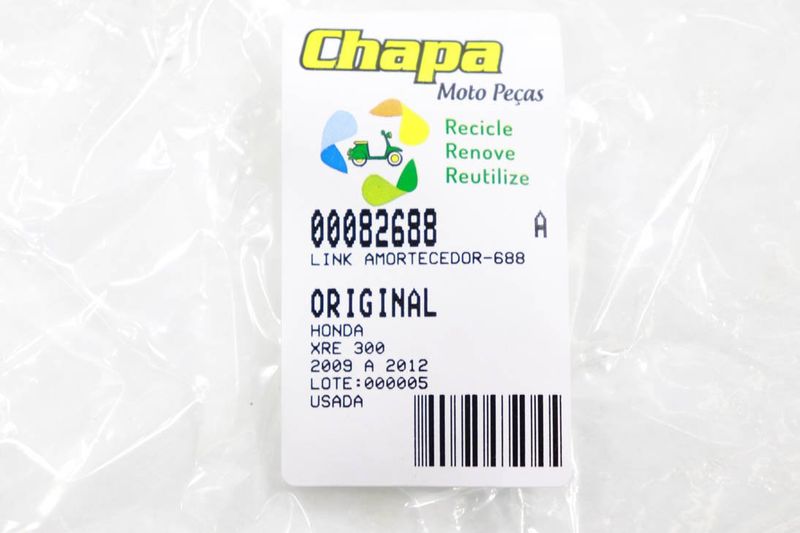 Chapa
Moto Peças
Recicle
Renove
Reutilize
00082688 A
LINK AMORTECEDOR-688
ORIGINAL
HONDA
XRE 300
2009 A 2012
LOTE:000005
USADA